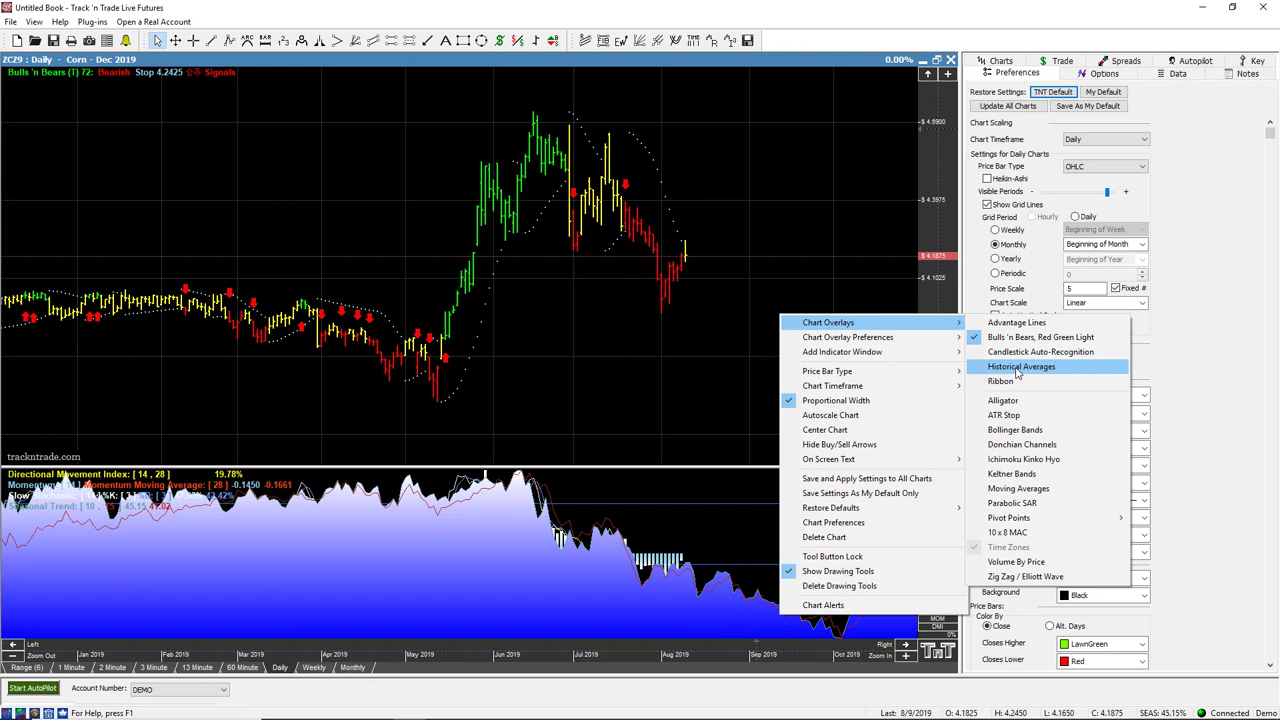 Untitled Book - Track 'n Trade Live Futures
File View Help Plug-ins Open a Real Account
ZCZ9 : Daily - Corn - Dec 2019 0.00%
Bulls 'n Bears (T) 72: Bearish Stop 4.2425 Signals
$ 4.6900
$ 4.3975
$ 4.1875
$ 4.1025
trackntrade.com
Directional Movement Index: [ 14 , 28 ] 19.78%
Momentum Moving Average: [ 28 ] -0.1450 -0.1661
Slow Stochastic
Seasonal Trend: [ 10 , ] 45.15
MOM
DMI
0%
Left Right
Zoom Out Jan 2019 Feb 2019 Mar 2019 Apr 2019 May 2019 Jun 2019 Jul 2019 Aug 2019 Sep 2019 Oct 2019 Zoom In
TNT
Range (6) 1 Minute 2 Minute 3 Minute 13 Minute 60 Minute Daily Weekly Monthly
Start AutoPilot Account Number: DEMO
For Help, press F1
Last: 8/9/2019 O: 4.1825 H: 4.2450 L: 4.1650 C: 4.1875 SEAS: 45.15% Connected Demo
Chart Overlays
Chart Overlay Preferences
Add Indicator Window
Price Bar Type
Chart Timeframe
Proportional Width
Autoscale Chart
Center Chart
Hide Buy/Sell Arrows
On Screen Text
Save and Apply Settings to All Charts
Save Settings As My Default Only
Restore Defaults
Chart Preferences
Delete Chart
Tool Button Lock
Show Drawing Tools
Delete Drawing Tools
Chart Alerts
Advantage Lines
Bulls 'n Bears, Red Green Light
Candlestick Auto-Recognition
Historical Averages
Ribbon
Alligator
ATR Stop
Bollinger Bands
Donchian Channels
Ichimoku Kinko Hyo
Keltner Bands
Moving Averages
Parabolic SAR
Pivot Points
10 x 8 MAC
Time Zones
Volume By Price
Zig Zag / Elliott Wave
Charts Trade Spreads Autopilot Key
Preferences Options Data Notes
Restore Settings: TNT Default My Default
Update All Charts Save As My Default
Chart Scaling
Chart Timeframe Daily
Settings for Daily Charts
Price Bar Type OHLC
Heikin-Ashi
Visible Periods - +
Show Grid Lines
Grid Period Hourly Daily
Weekly Beginning of Week
Monthly Beginning of Month
Yearly Beginning of Year
Periodic 0
Price Scale 5 Fixed #
Chart Scale Linear
Background Black
Price Bars:
Color By
Close Alt. Days
Closes Higher LawnGreen
Closes Lower Red